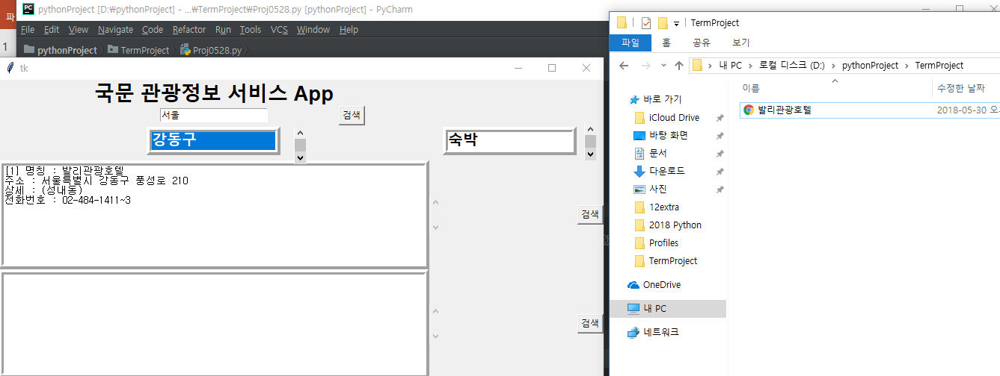 파
1
pythonProject [D:₩pythonProject] - ...₩TermProject₩Proj0528.py [pythonProject] - PyCharm
File Edit View Navigate Code Refactor Run Tools VCS Window Help
pythonProject TermProject Proj0528.py
tk
국문 관광정보 서비스 App
서울 검색
강동구 숙박
[1] 명칭 : 발리관광호텔
주소 : 서울특별시 강동구 풍성로 210
상세 : (성내동)
전화번호 : 02-484-1411~3
검색
검색
TermProject
파일 홈 공유 보기
내 PC 로컬 디스크 (D:) pythonProject TermProject
이름 수정한 날짜
발리관광호텔 2018-05-30
바로 가기
iCloud Drive
바탕 화면
문서
다운로드
사진
12extra
2018 Python
Profiles
TermProject
OneDrive
내 PC
네트워크